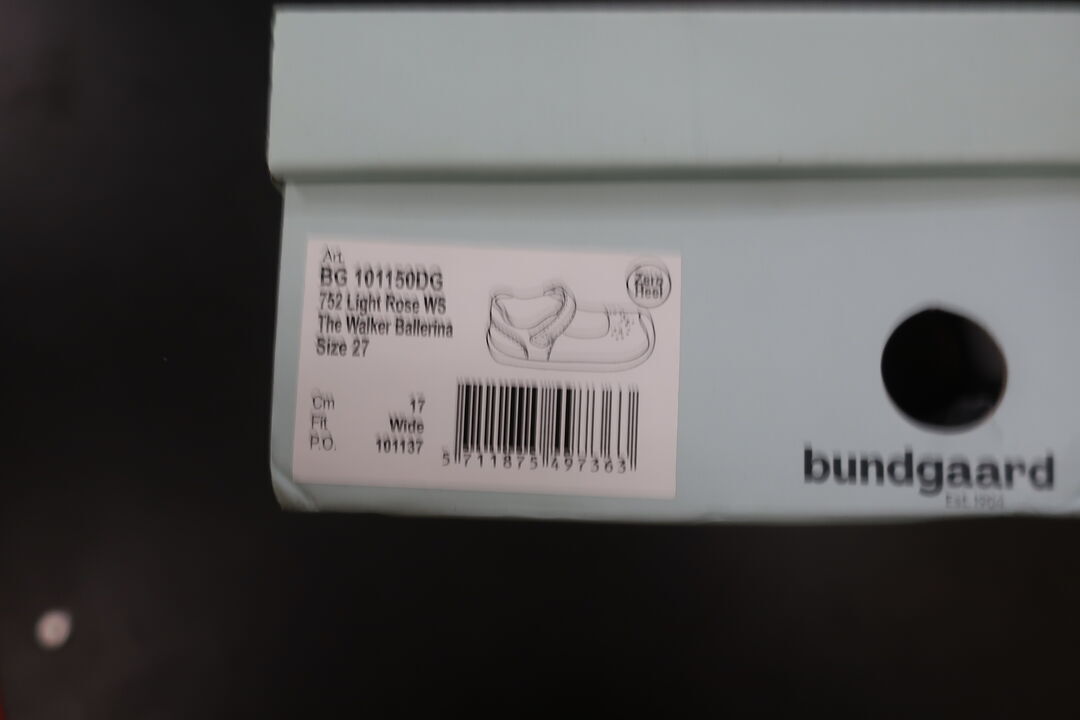 Art.
BG 101150DG
752 Light Rose WS
The Walker Ballerina
Size 27
Zero
Heel
Cm 17
Fit Wide
P.O. 101137
5 711875 497363
bundgaard
Est. 1904